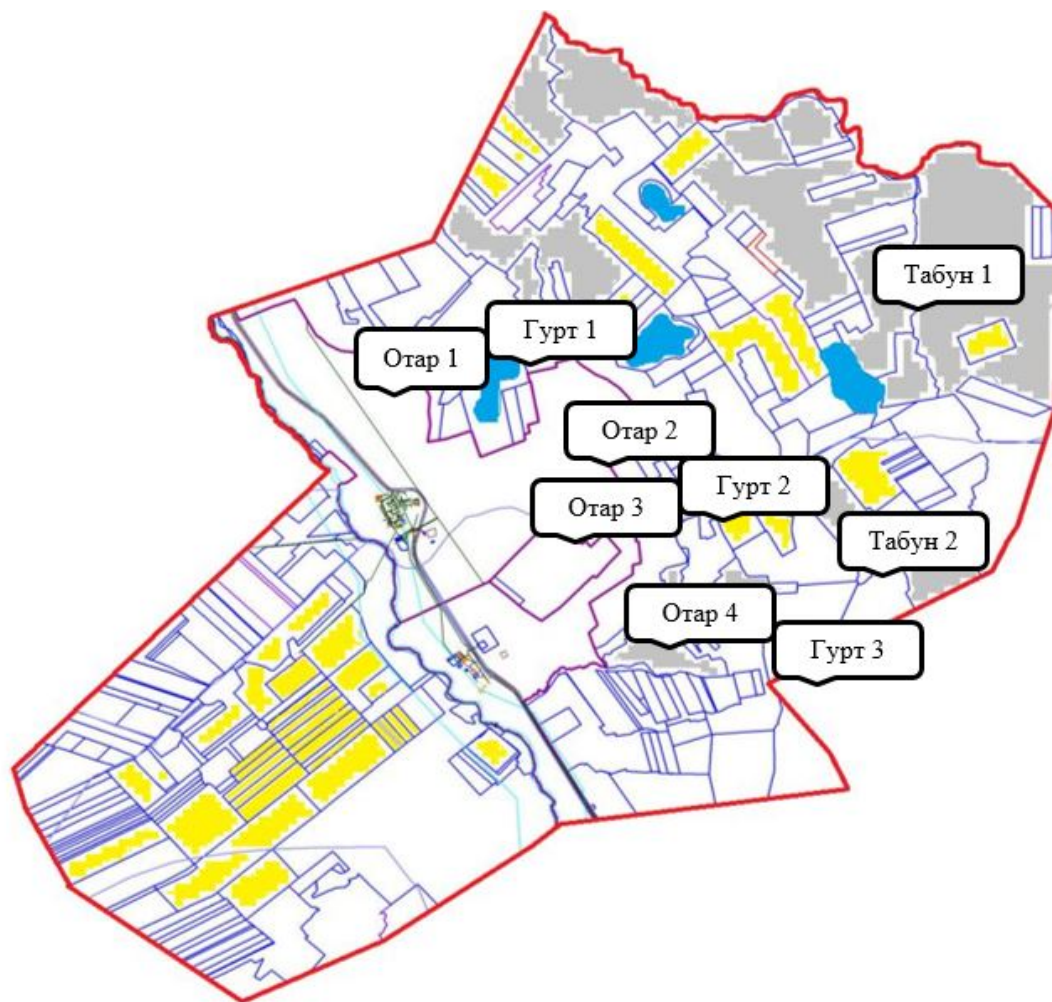 Табун 1
Гурт 1
Отар 1
Отар 2
Гурт 2
Отар 3
Табун 2
Отар 4
Гурт 3